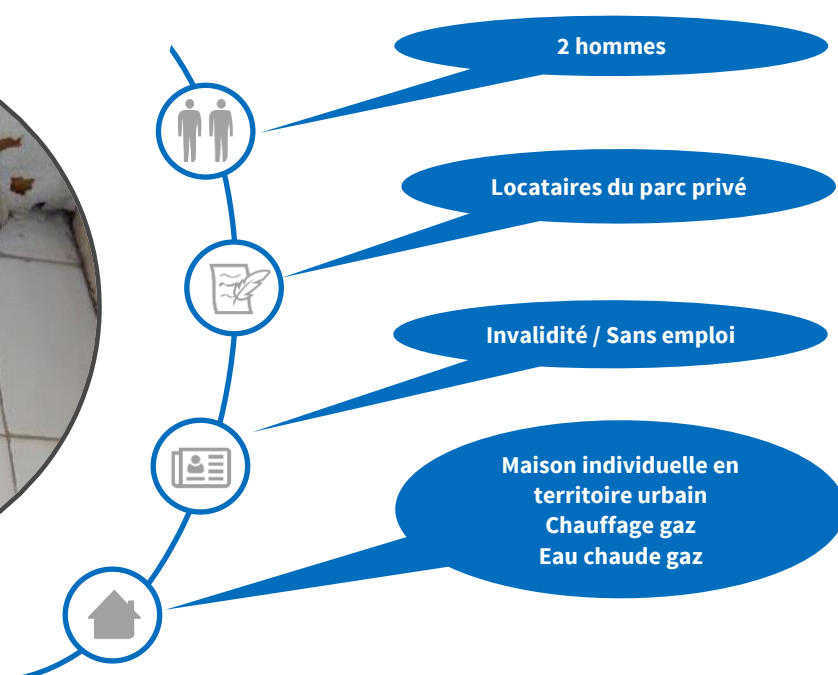 2 hommes
Locataires du parc privé
Invalidité / Sans emploi
Maison individuelle en
territoire urbain
Chauffage gaz
Eau chaude gaz